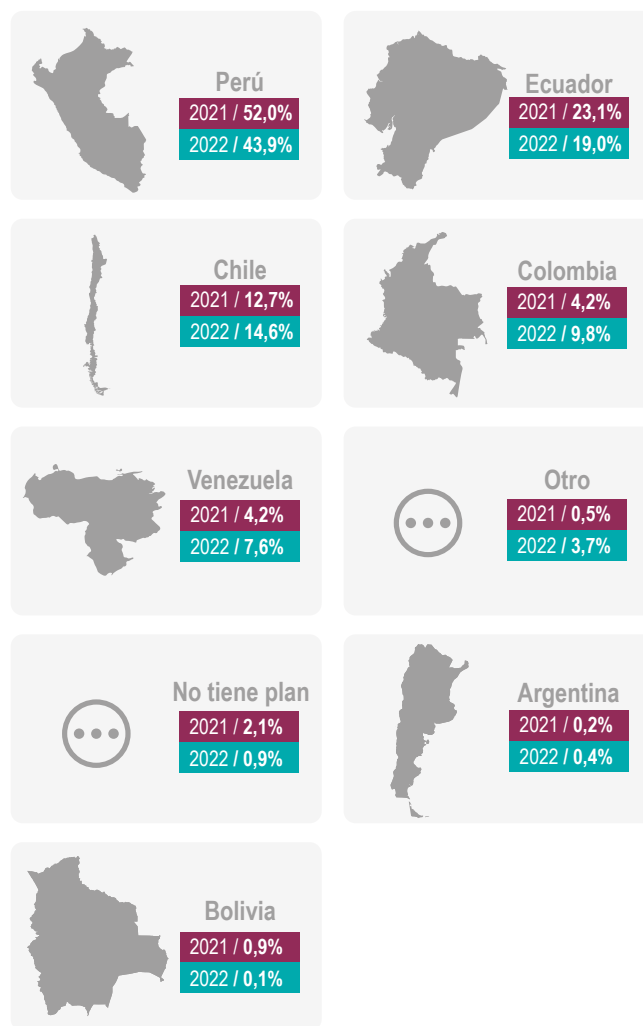 Perú
2021 / 52,0%
2022 / 43,9%
Ecuador
2021 / 23,1%
2022 / 19,0%
Chile
2021 / 12,7%
2022 / 14,6%
Colombia
2021 / 4,2%
2022 / 9,8%
Venezuela
2021 / 4,2%
2022 / 7,6%
Otro
2021 / 0,5%
2022 / 3,7%
No tiene plan
2021 / 2,1%
2022 / 0,9%
Argentina
2021 / 0,2%
2022 / 0,4%
Bolivia
2021 / 0,9%
2022 / 0,1%